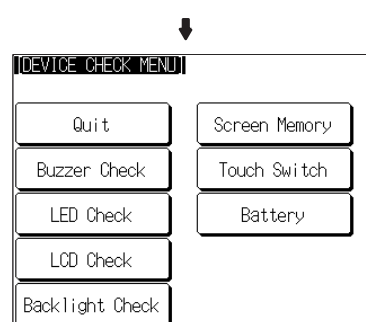 [DEVICE CHECK MENU]
Quit
Screen Memory
Buzzer Check
Touch Switch
LED Check
Battery
LCD Check
Backlight Check